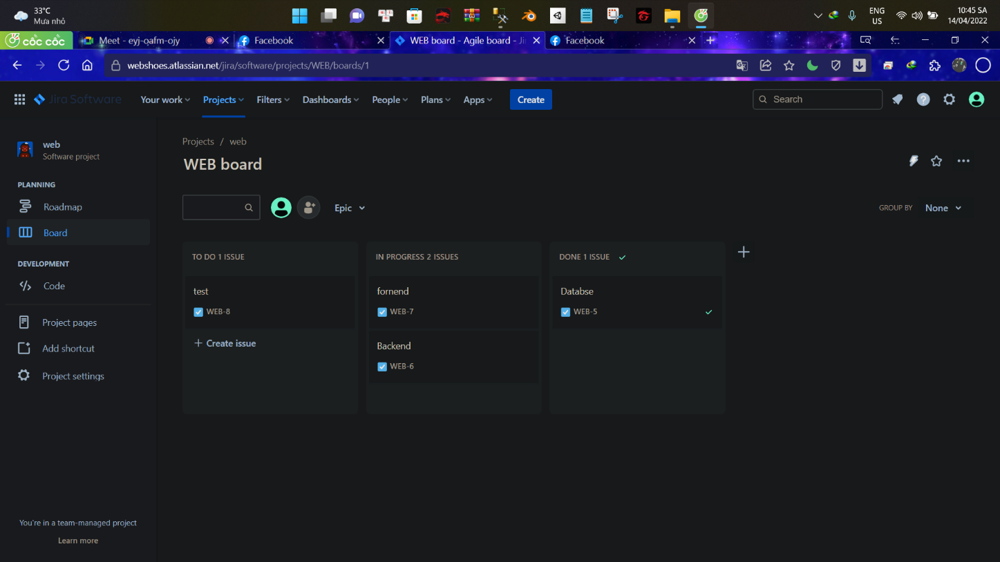 33°C
Mưa nhỏ
ENG
US
10:45 SA
14/04/2022
cốc cốc
Meet - eyj-oafm-ojy
Facebook
WEB board - Agile board - Ji
Facebook
webshoes.atlassian.net/jira/software/projects/WEB/boards/1
Jira Software
Your work
Projects
Filters
Dashboards
People
Plans
Apps
Create
Search
web
Software project
PLANNING
Roadmap
Board
DEVELOPMENT
Code
Project pages
Add shortcut
Project settings
You're in a team-managed project
Learn more
Projects / web
WEB board
Epic
GROUP BY None
TO DO 1 ISSUE
test
WEB-8
+ Create issue
IN PROGRESS 2 ISSUES
fornend
WEB-7
Backend
WEB-6
DONE 1 ISSUE
Databse
WEB-5